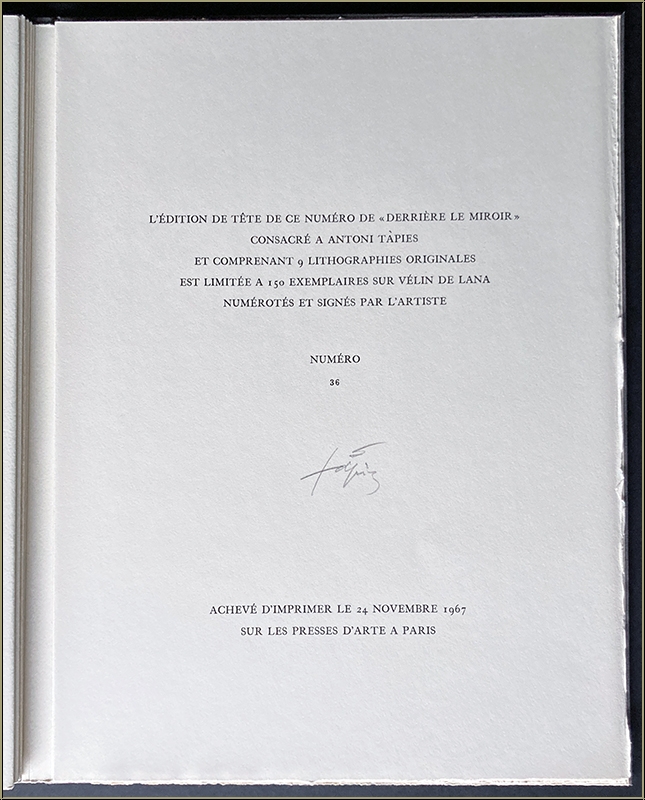 L'ÉDITION DE TÊTE DE CE NUMÉRO DE «DERRIÈRE LE MIROIR»
CONSACRÉ A ANTONI TÀPIES
ET COMPRENANT 9 LITHOGRAPHIES ORIGINALES
EST LIMITÉE A 150 EXEMPLAIRES SUR VÉLIN DE LANA
NUMÉROTÉS ET SIGNÉS PAR L'ARTISTE
NUMÉRO
36
Tàpies
ACHEVÉ D'IMPRIMER LE 24 NOVEMBRE 1967
SUR LES PRESSES D'ARTE A PARIS